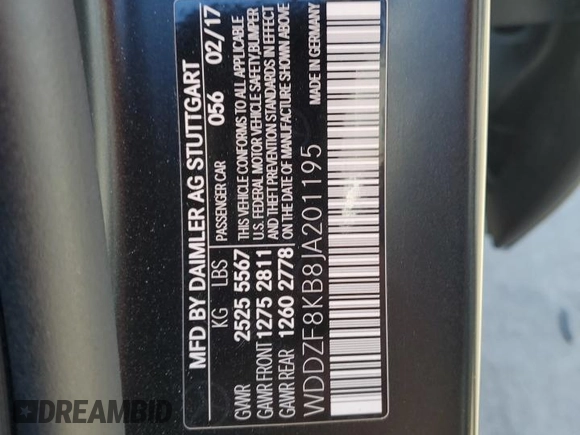 MFD BY DAIMLER AG STUTTGART
KG LBS PASSENGER CAR 056 02/17
GVWR 2525 5567 THIS VEHICLE CONFORMS TO ALL APPLICABLE
U.S. FEDERAL MOTOR VEHICLE SAFETY, BUMPER
GAWR FRONT 1275 2811 AND THEFT PREVENTION STANDARDS IN EFFECT
GAWR REAR 1260 2778 ON THE DATE OF MANUFACTURE SHOWN ABOVE
WDDZF8KB8JA201195 MADE IN GERMANY
DREAMBID